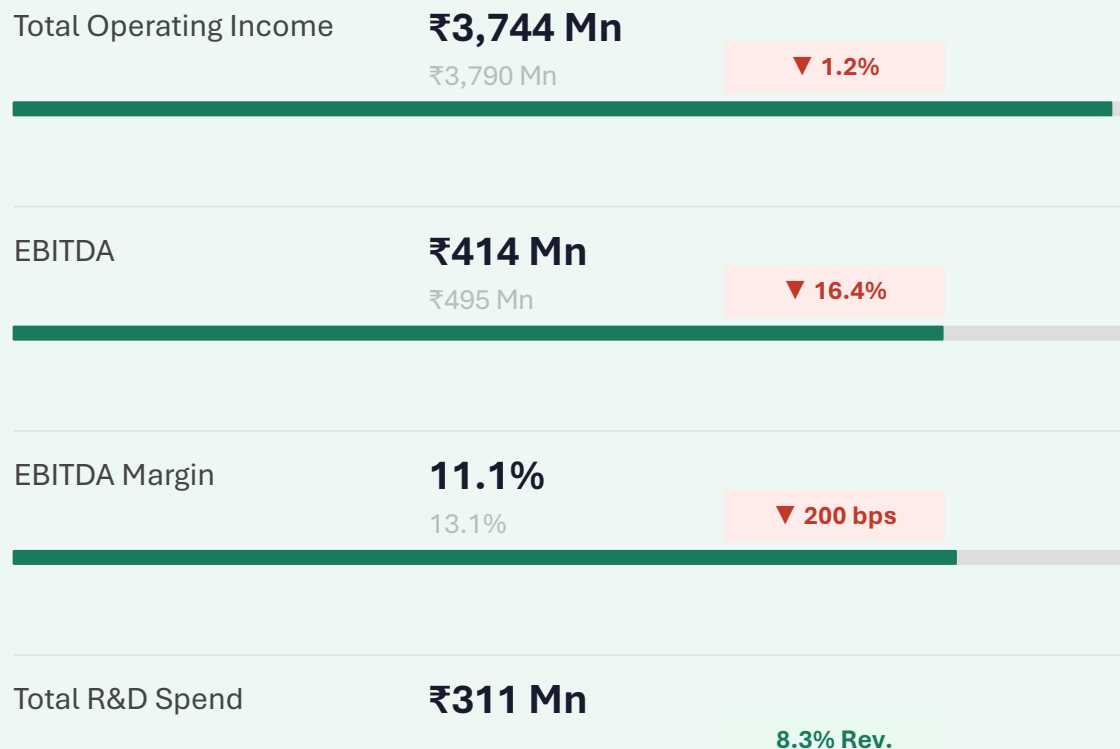 Total Operating Income
₹3,744 Mn
₹3,790 Mn
▼ 1.2%
EBITDA
₹414 Mn
₹495 Mn
▼ 16.4%
EBITDA Margin
11.1%
13.1%
▼ 200 bps
Total R&D Spend
₹311 Mn
8.3% Rev.